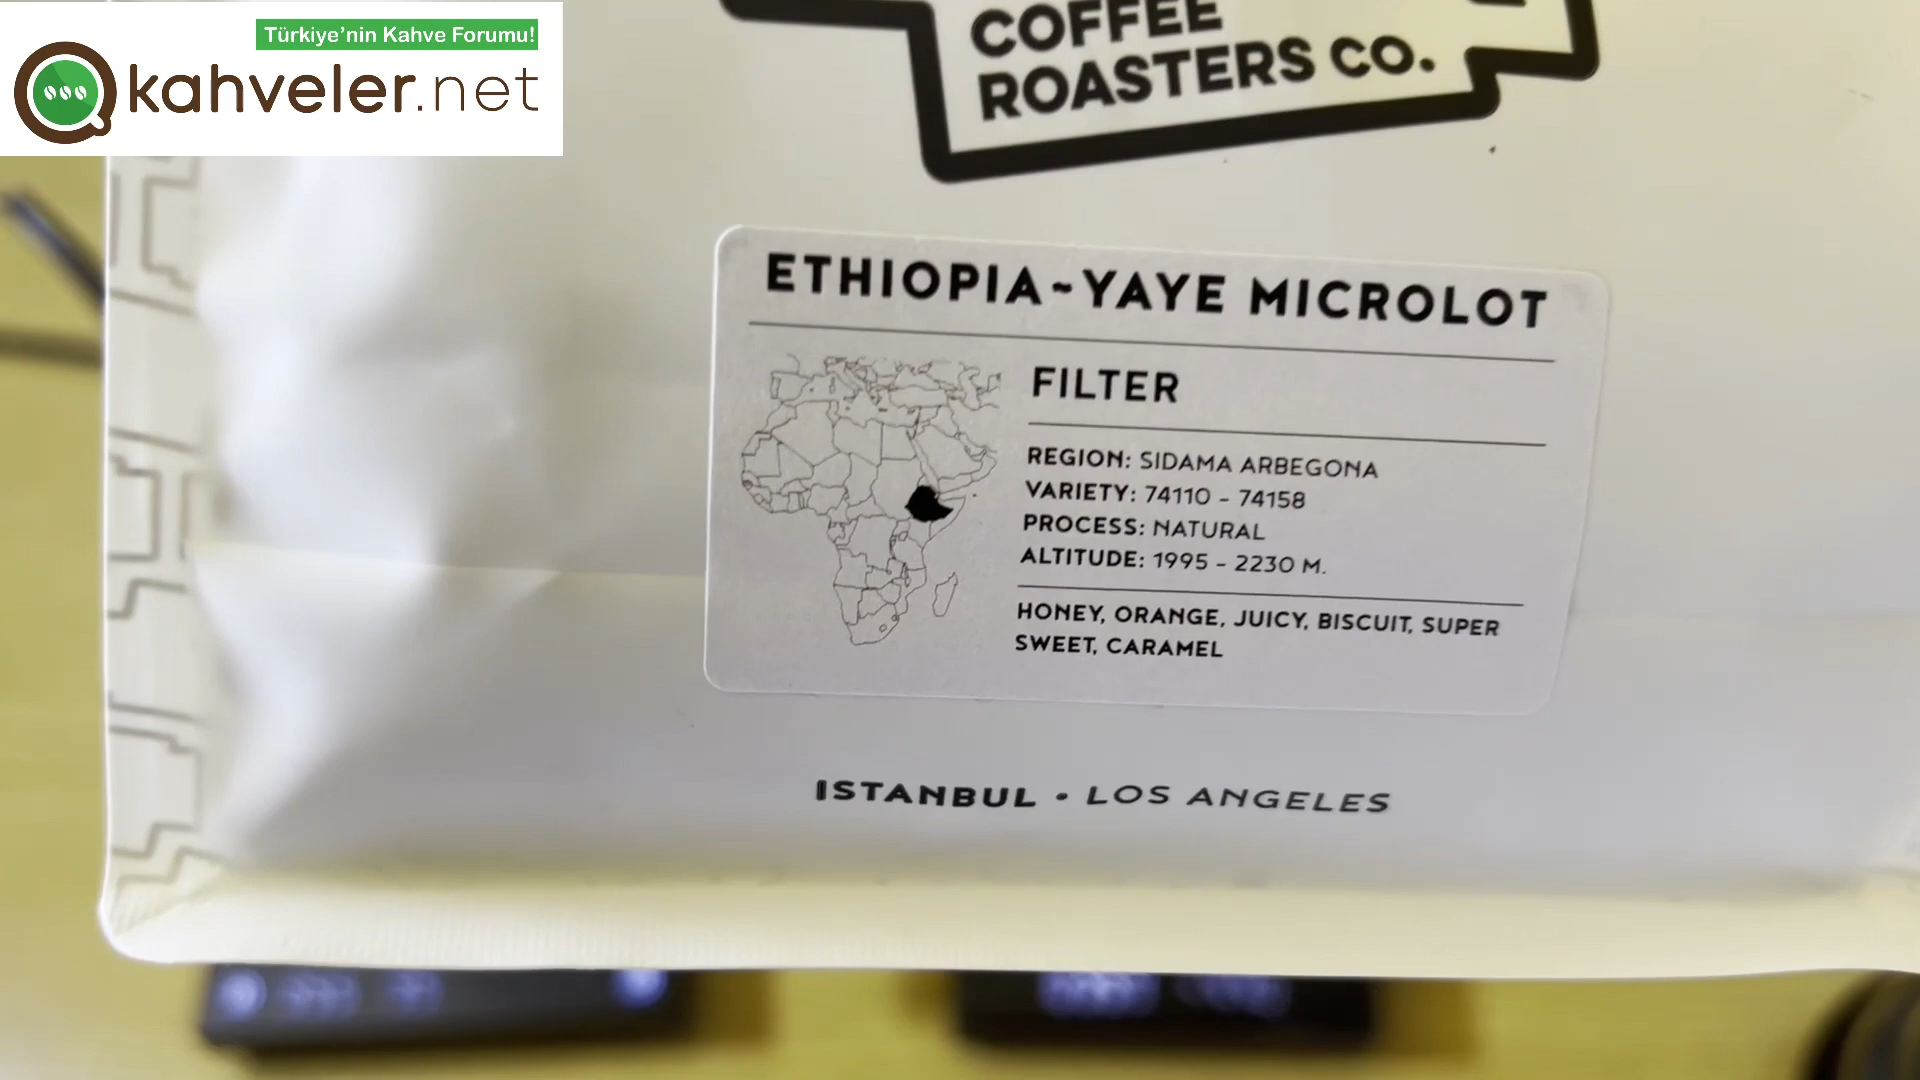 Türkiye'nin Kahve Forumu!
kahveler.net
COFFEE
ROASTERS CO.
ETHIOPIA~YAYE MICROLOT
FILTER
REGION: SIDAMA ARBEGONA
VARIETY: 74110 - 74158
PROCESS: NATURAL
ALTITUDE: 1995 - 2230 M.
HONEY, ORANGE, JUICY, BISCUIT, SUPER
SWEET, CARAMEL
ISTANBUL • LOS ANGELES